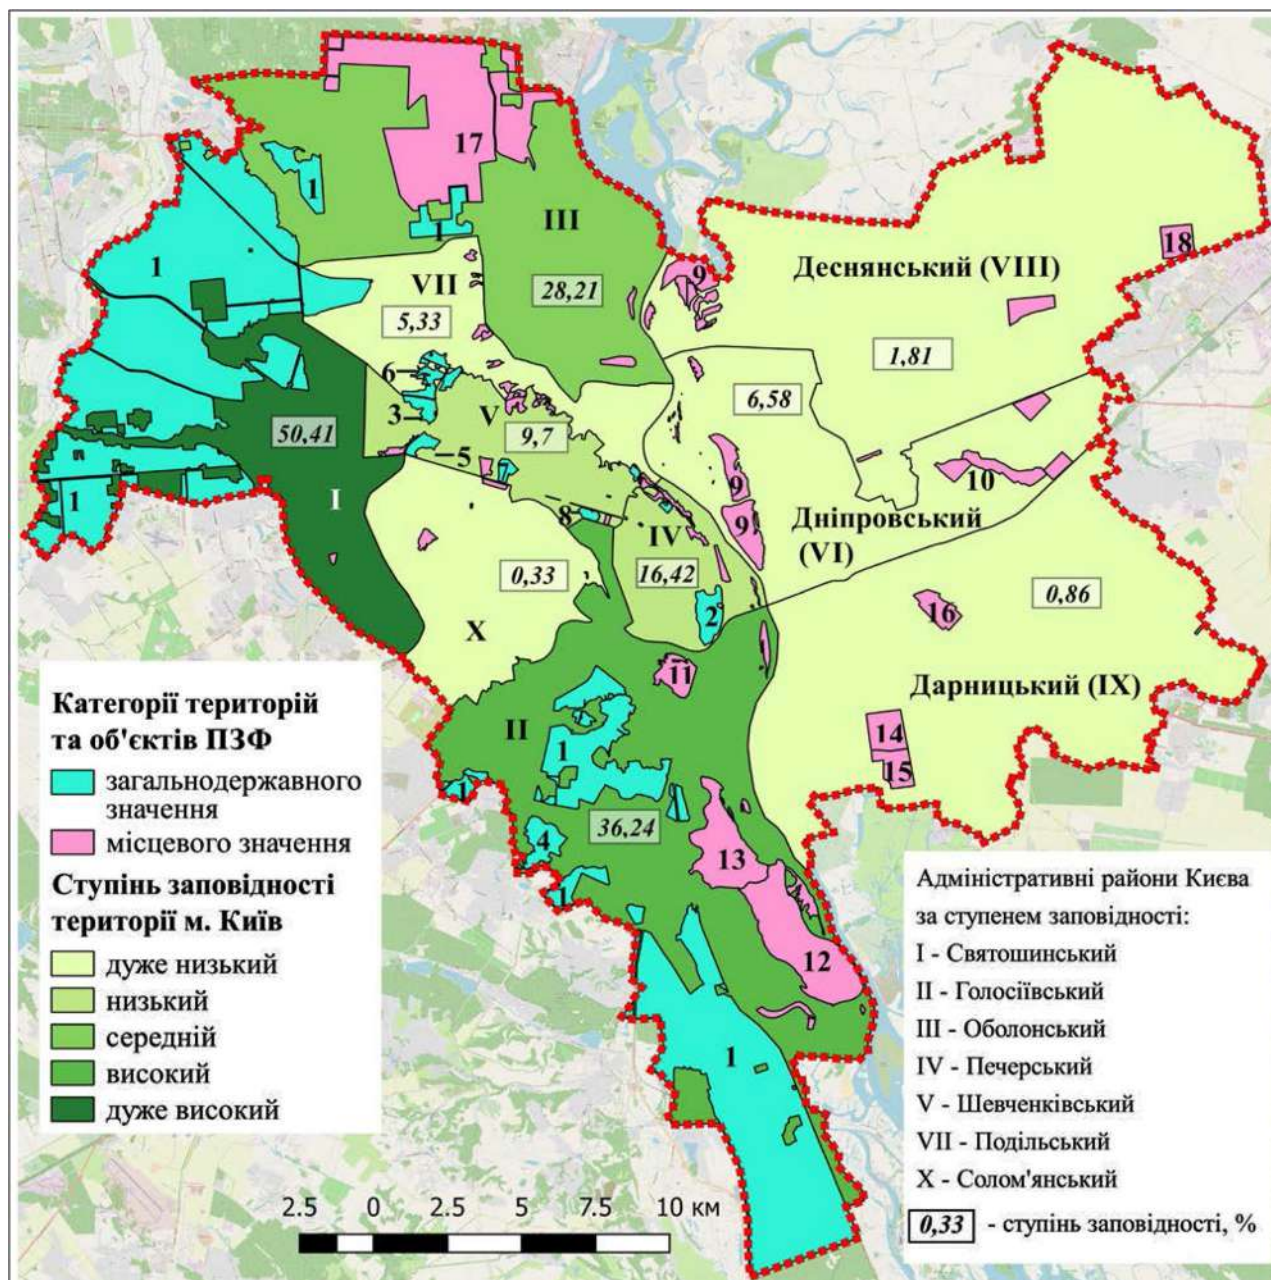 17
1
III
1
1
VII
28,21
9
Деснянський (VIII)
18
5,33
1,81
6
3
V
6,58
50,41
9,7
5
I
1
8
IV
9
9
10
Дніпровський
(VI)
0,33
16,42
2
16
0,86
X
11
Дарницький (IX)
II
1
14
15
1
36,24
4
13
1
12
1
Категорії територій
та об'єктів ПЗФ
загальнодержавного
значення
місцевого значення
Ступінь заповідності
території м. Київ
дуже низький
низький
середній
високий
дуже високий
Адміністративні райони Києва
за ступенем заповідності:
I - Святошинський
II - Голосіївський
III - Оболонський
IV - Печерський
V - Шевченківський
VII - Подільський
X - Солом'янський
0,33 - ступінь заповідності, %
2.5 0 2.5 5 7.5 10 км